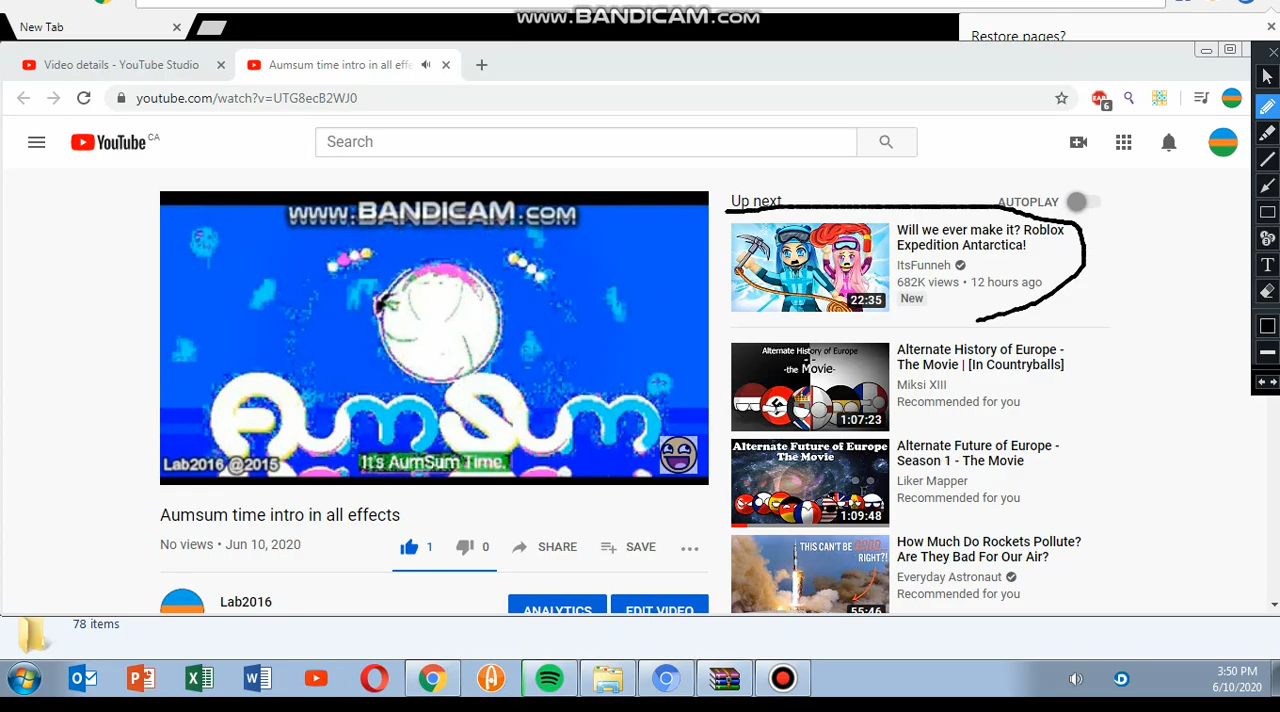 www.BANDICAM.com
New Tab
Restore pages?
Video details - YouTube Studio
Aumsum time intro in all effe
youtube.com/watch?v=UTG8ecB2WJ0
6
YouTube CA
Search
www.BANDICAM.com
AumSum
Lab2016 @2015
It's AumSum Time.
Aumsum time intro in all effects
No views • Jun 10, 2020
1
0
SHARE
SAVE
Lab2016
ANALYTICS
EDIT VIDEO
Up next
AUTOPLAY
22:35
Will we ever make it? Roblox
Expedition Antarctica!
ItsFunneh
682K views • 12 hours ago
New
Alternate History of Europe
--
-the Movie-
1:07:23
Alternate History of Europe -
The Movie | [In Countryballs]
Miksi XIII
Recommended for you
Alternate Future of Europe
The Movie
1:09:48
Alternate Future of Europe -
Season 1 - The Movie
Liker Mapper
Recommended for you
THIS CAN'T BE GOOD
RIGHT?!
55:46
How Much Do Rockets Pollute?
Are They Bad For Our Air?
Everyday Astronaut
Recommended for you
T
78 items
3:50 PM
6/10/2020